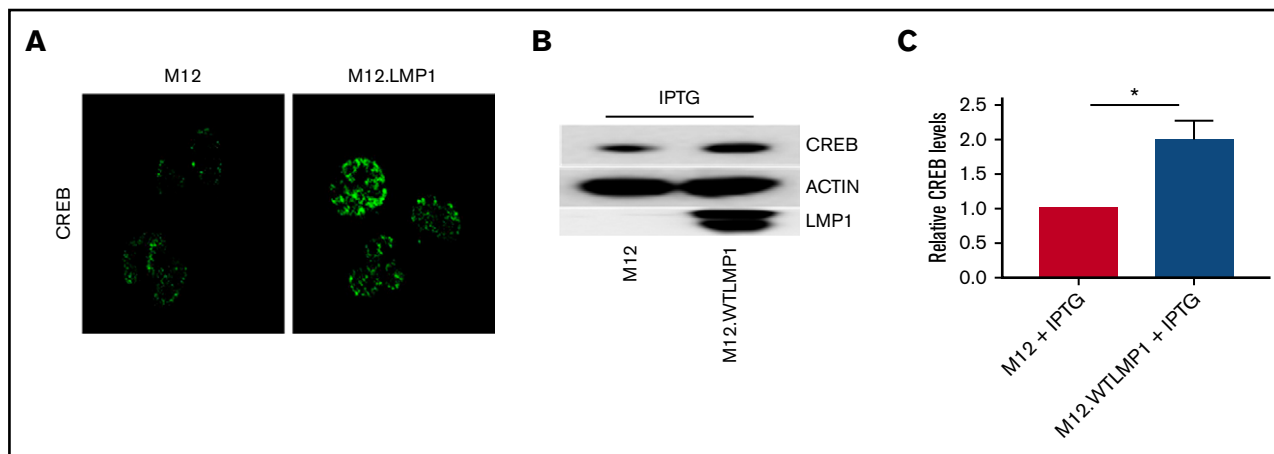 A
M12
M12.LMP1
CREB
B
IPTG
CREB
ACTIN
LMP1
M12
M12.WTLMP1
C
*
2.5
2.0
1.5
1.0
0.5
0.0
Relative CREB levels
M12 + IPTG
M12.WTLMP1 + IPTG